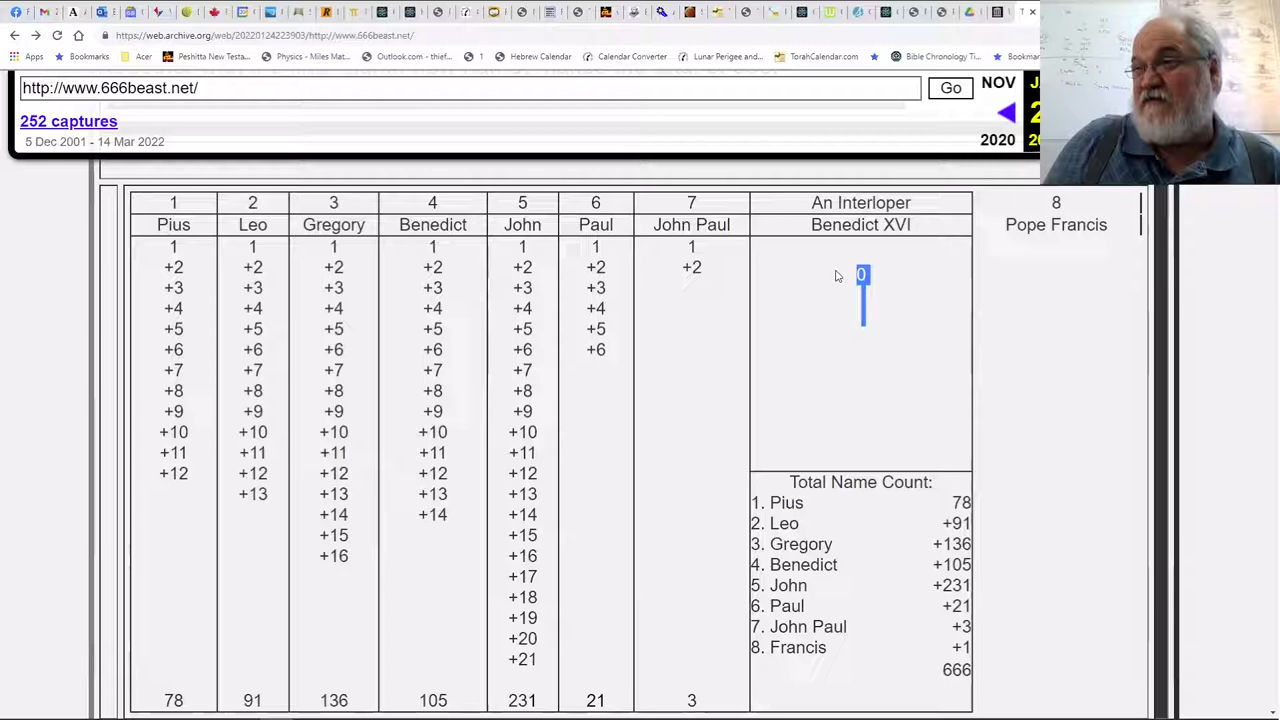 https://web.archive.org/web/20220124223903/http://www.666beast.net/
Bookmarks Acer Peshitta New Testa... Physics - Miles Ma... Outlook.com - thief... Hebrew Calendar Calendar Converter Lunar Perigee and... TorahCalendar.com Bible Chronology Ti... Bookmar
http://www.666beast.net/ Go NOV
252 captures
5 Dec 2001 - 14 Mar 2022 2020
1 2 3 4 5 6 7 An Interloper 8
Pius Leo Gregory Benedict John Paul John Paul Benedict XVI Pope Francis
1 1 1 1 1 1 1
+2 +2 +2 +2 +2 +2 +2 0
+3 +3 +3 +3 +3 +3
+4 +4 +4 +4 +4 +4
+5 +5 +5 +5 +5 +5
+6 +6 +6 +6 +6 +6
+7 +7 +7 +7 +7
+8 +8 +8 +8 +8
+9 +9 +9 +9 +9
+10 +10 +10 +10 +10
+11 +11 +11 +11 +11
+12 +12 +12 +12 +12 Total Name Count:
+13 +13 +13 +13 1. Pius 78
+14 +14 +14 2. Leo +91
+15 +15 3. Gregory +136
+16 +16 4. Benedict +105
+17 5. John +231
+18 6. Paul +21
+19 7. John Paul +3
+20 8. Francis +1
+21 666
78 91 136 105 231 21 3